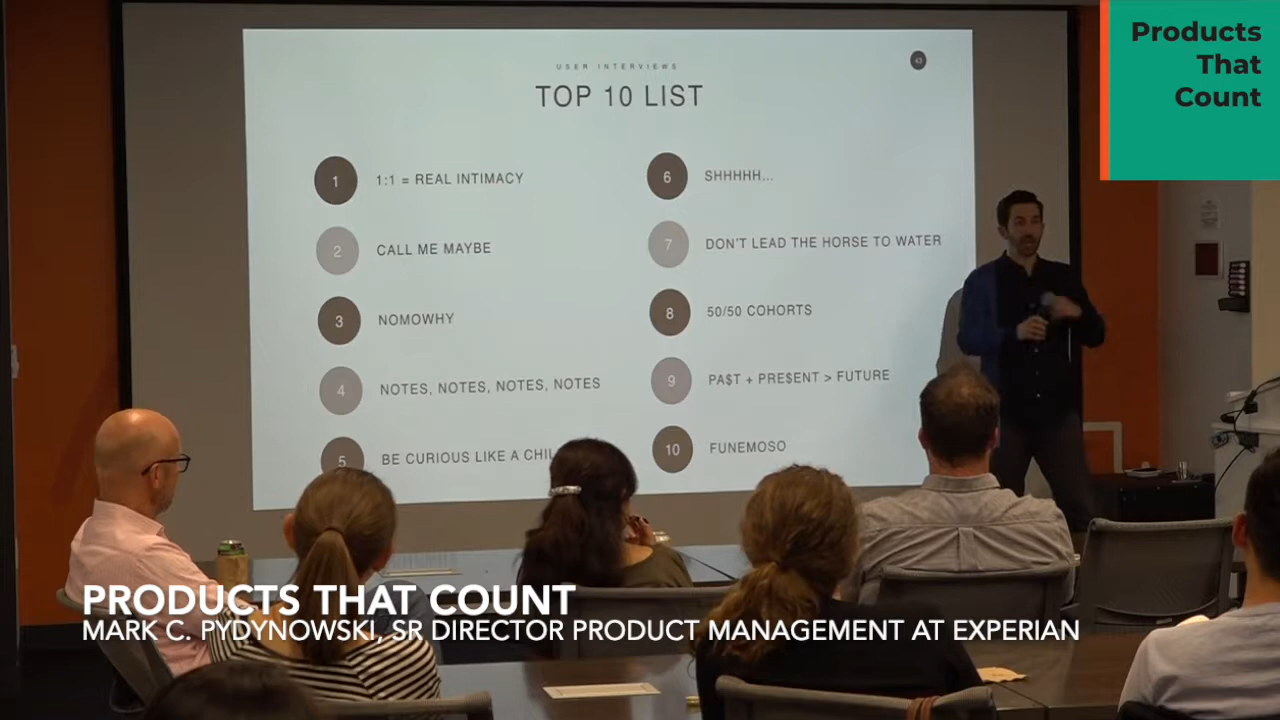 Products
That
Count
USER INTERVIEWS
43
TOP 10 LIST
1 1:1 = REAL INTIMACY
2 CALL ME MAYBE
3 NOMOWHY
4 NOTES, NOTES, NOTES, NOTES
5 BE CURIOUS LIKE A CHIL
6 SHHHHH...
7 DON'T LEAD THE HORSE TO WATER
8 50/50 COHORTS
9 PA$T + PRE$ENT > FUTURE
10 FUNEMOSO
PRODUCTS THAT COUNT
MARK C. PYDYNOWSKI, SR DIRECTOR PRODUCT MANAGEMENT AT EXPERIAN